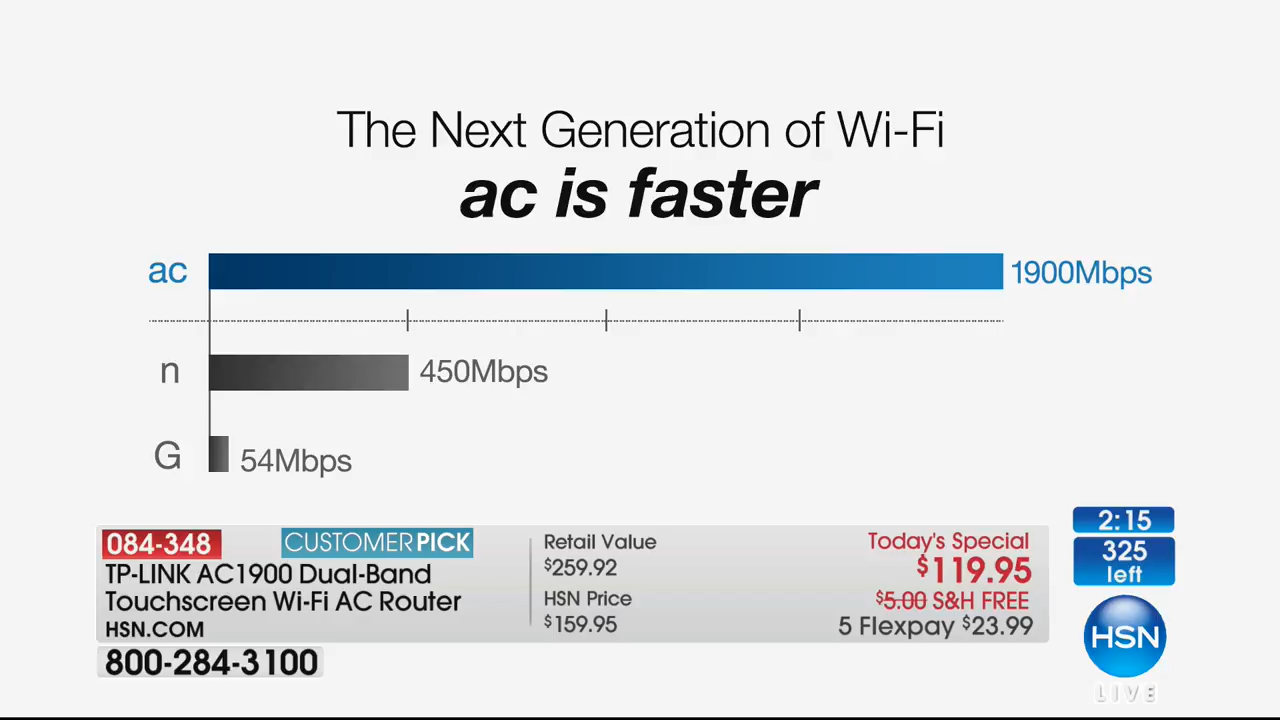 The Next Generation of Wi-Fi
ac is faster
ac 1900Mbps
n 450Mbps
G 54Mbps
084-348 CUSTOMERPICK
TP-LINK AC1900 Dual-Band
Touchscreen Wi-Fi AC Router
HSN.COM
800-284-3100
Retail Value
$259.92
HSN Price
$159.95
Today's Special
$119.95
$5.00 S&H FREE
5 Flexpay $23.99
2:15
325
left
HSN
LIVE